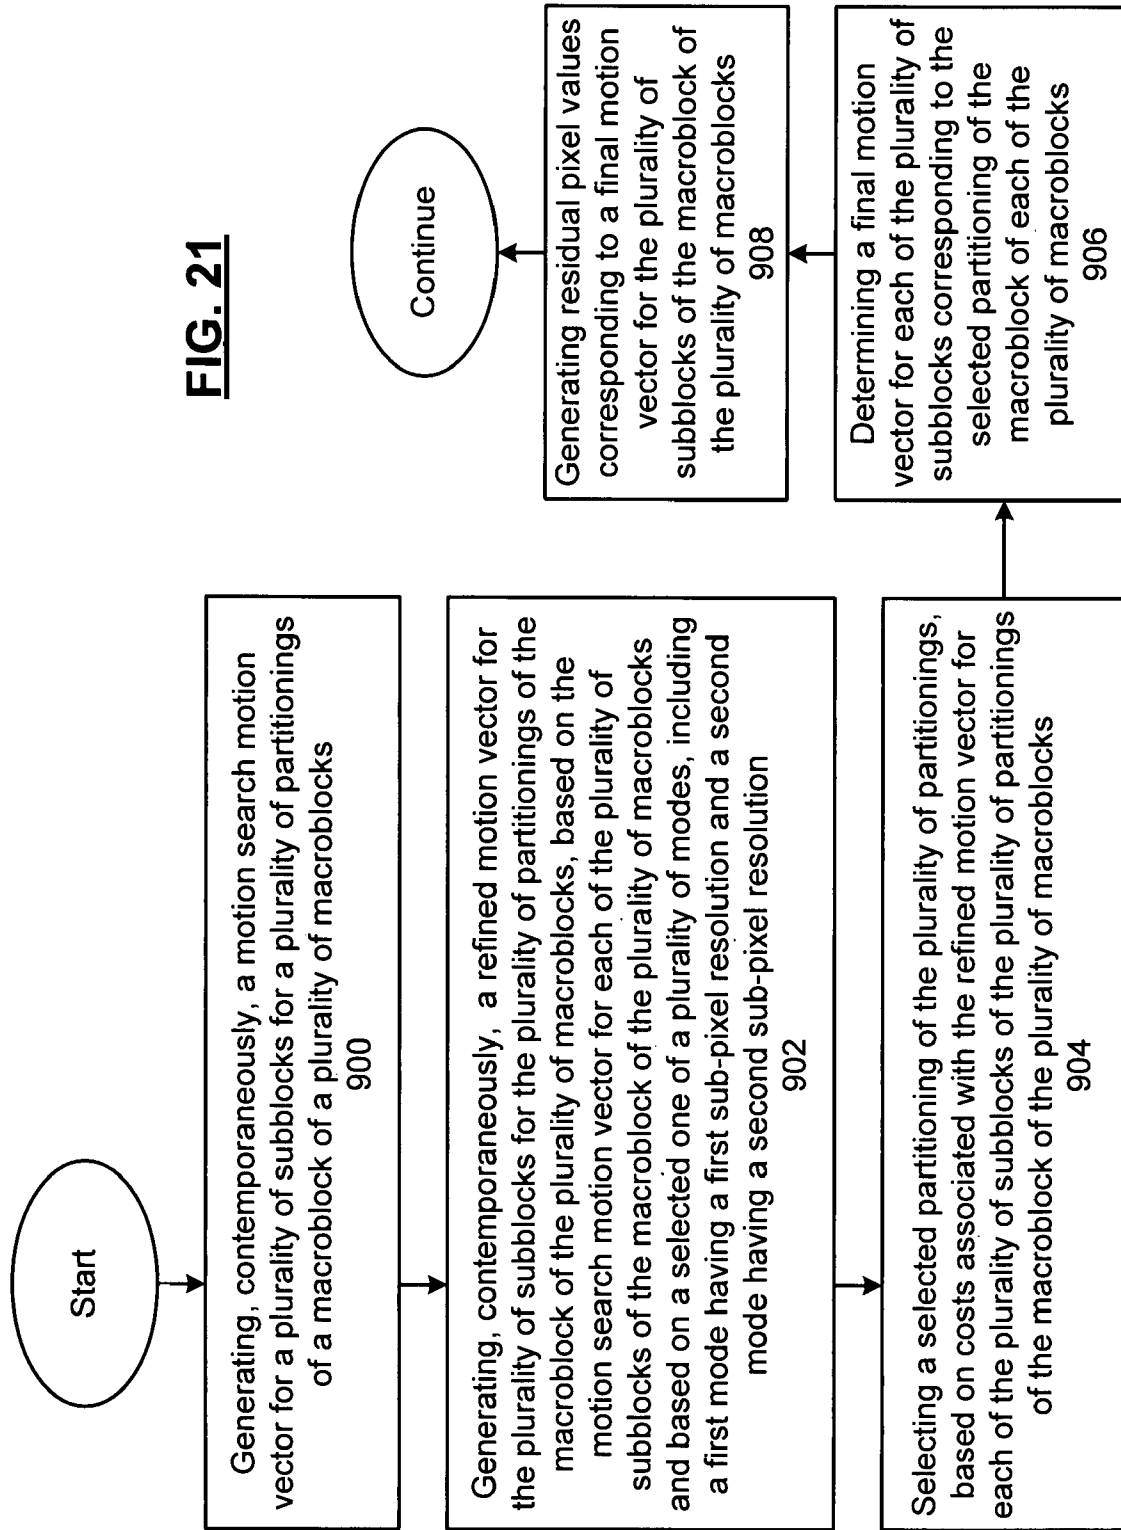 FIG. 21
Start
Generating, contemporaneously, a motion search motion
vector for a plurality of subblocks for a plurality of partitionings
of a macroblock of a plurality of macroblocks
900
Generating, contemporaneously, a refined motion vector for
the plurality of subblocks for the plurality of partitionings of the
macroblock of the plurality of macroblocks, based on the
motion search motion vector for each of the plurality of
subblocks of the macroblock of the plurality of macroblocks
and based on a selected one of a plurality of modes, including
a first mode having a first sub-pixel resolution and a second
mode having a second sub-pixel resolution
902
Selecting a selected partitioning of the plurality of partitionings,
based on costs associated with the refined motion vector for
each of the plurality of subblocks of the plurality of partitionings
of the macroblock of the plurality of macroblocks
904
Determining a final motion
vector for each of the plurality of
subblocks corresponding to the
selected partitioning of the
macroblock of each of the
plurality of macroblocks
906
Generating residual pixel values
corresponding to a final motion
vector for the plurality of
subblocks of the macroblock of
the plurality of macroblocks
908
Continue